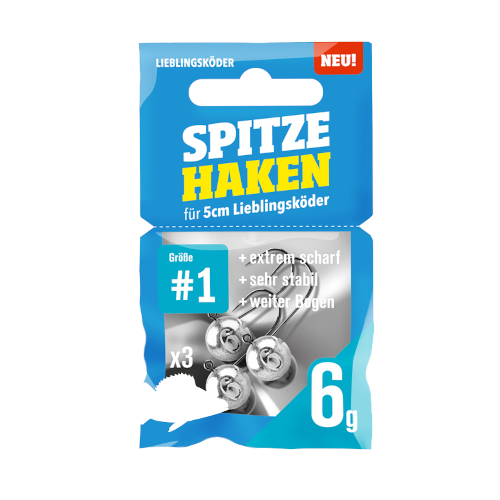 LIEBLINGSKÖDER
NEU!
SPITZE
HAKEN
für 5cm Lieblingsköder
Größe
#1
+ extrem scharf
+ sehr stabil
+ weiter Bogen
x3
6g